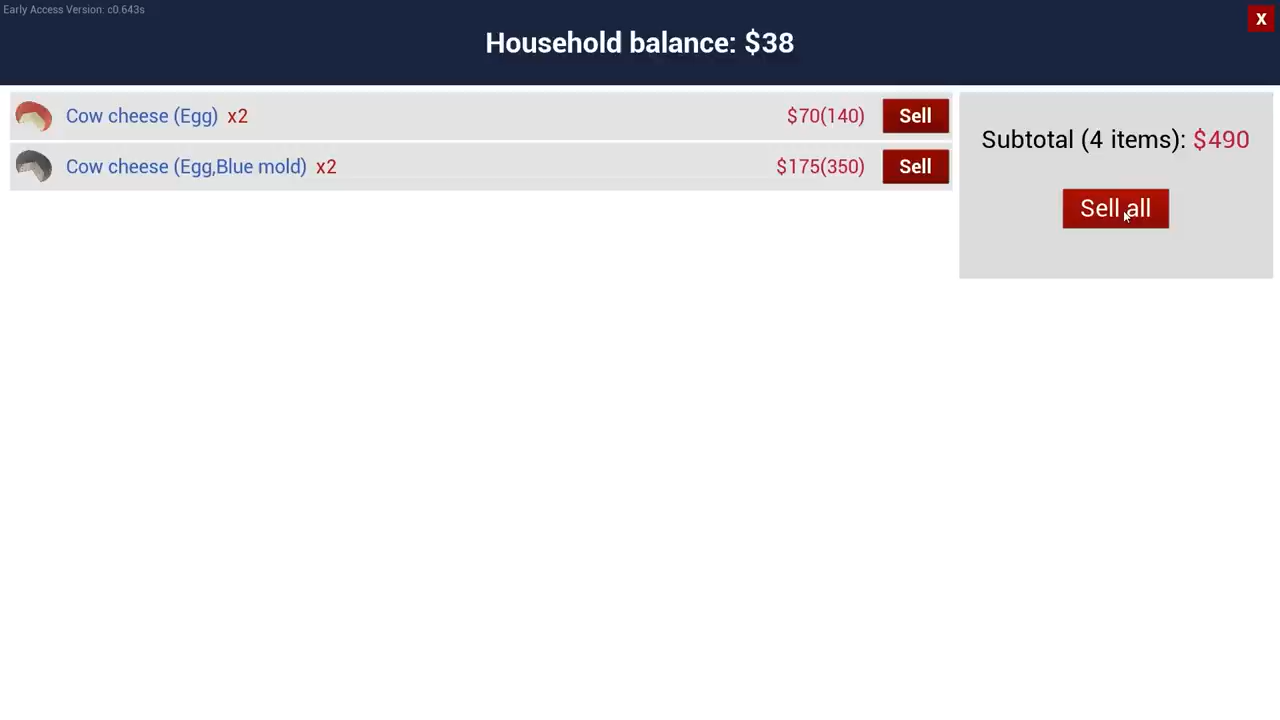 Early Access Version: c0.643s
X
Household balance: $38
Cow cheese (Egg) x2 $70(140) Sell
Cow cheese (Egg,Blue mold) x2 $175(350) Sell
Subtotal (4 items): $490
Sell all